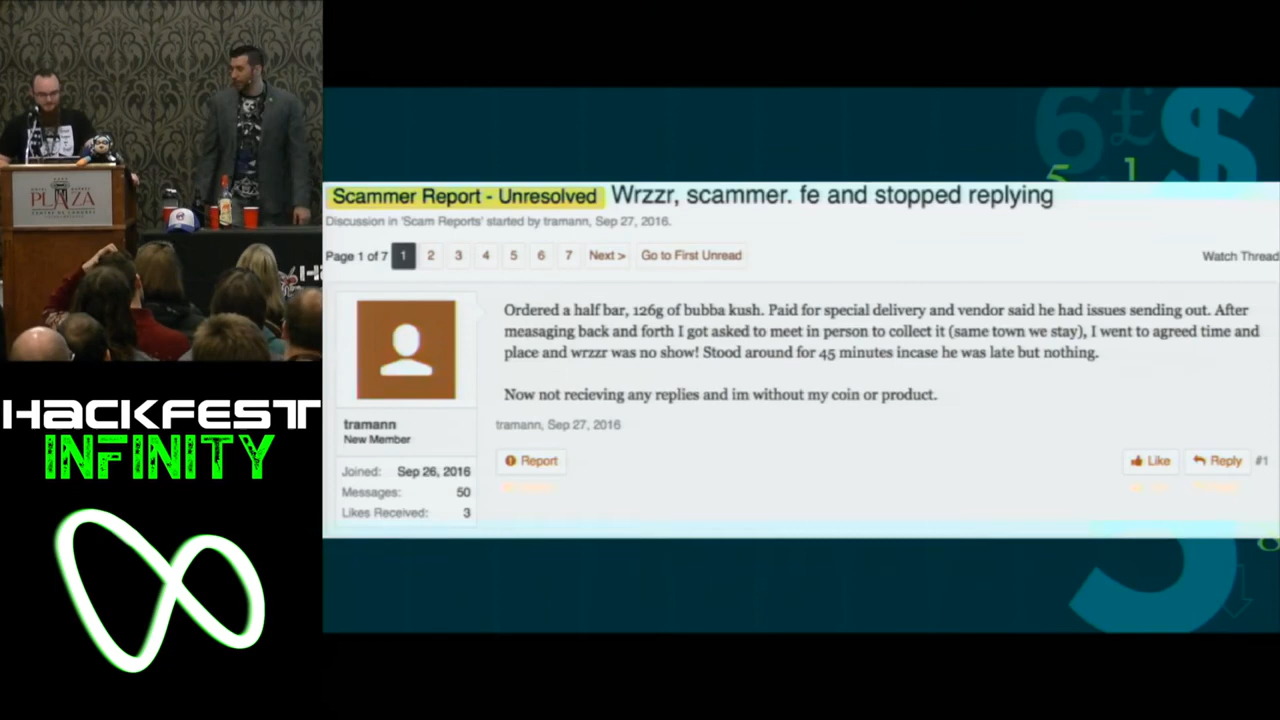 PLAZA
CENTRE DE CONGRÈS
HACKFEST
INFINITY
6 £ $
5 1
Scammer Report - Unresolved Wrzzr, scammer. fe and stopped replying
Discussion in 'Scam Reports' started by tramann, Sep 27, 2016.
Page 1 of 7 1 2 3 4 5 6 7 Next > Go to First Unread
Watch Thread
Ordered a half bar, 126g of bubba kush. Paid for special delivery and vendor said he had issues sending out. After
measaging back and forth I got asked to meet in person to collect it (same town we stay), I went to agreed time and
place and wrzzr was no show! Stood around for 45 minutes incase he was late but nothing.
Now not recieving any replies and im without my coin or product.
tramann, Sep 27, 2016
Report
Like Reply #1
tramann
New Member
Joined: Sep 26, 2016
Messages: 50
Likes Received: 3